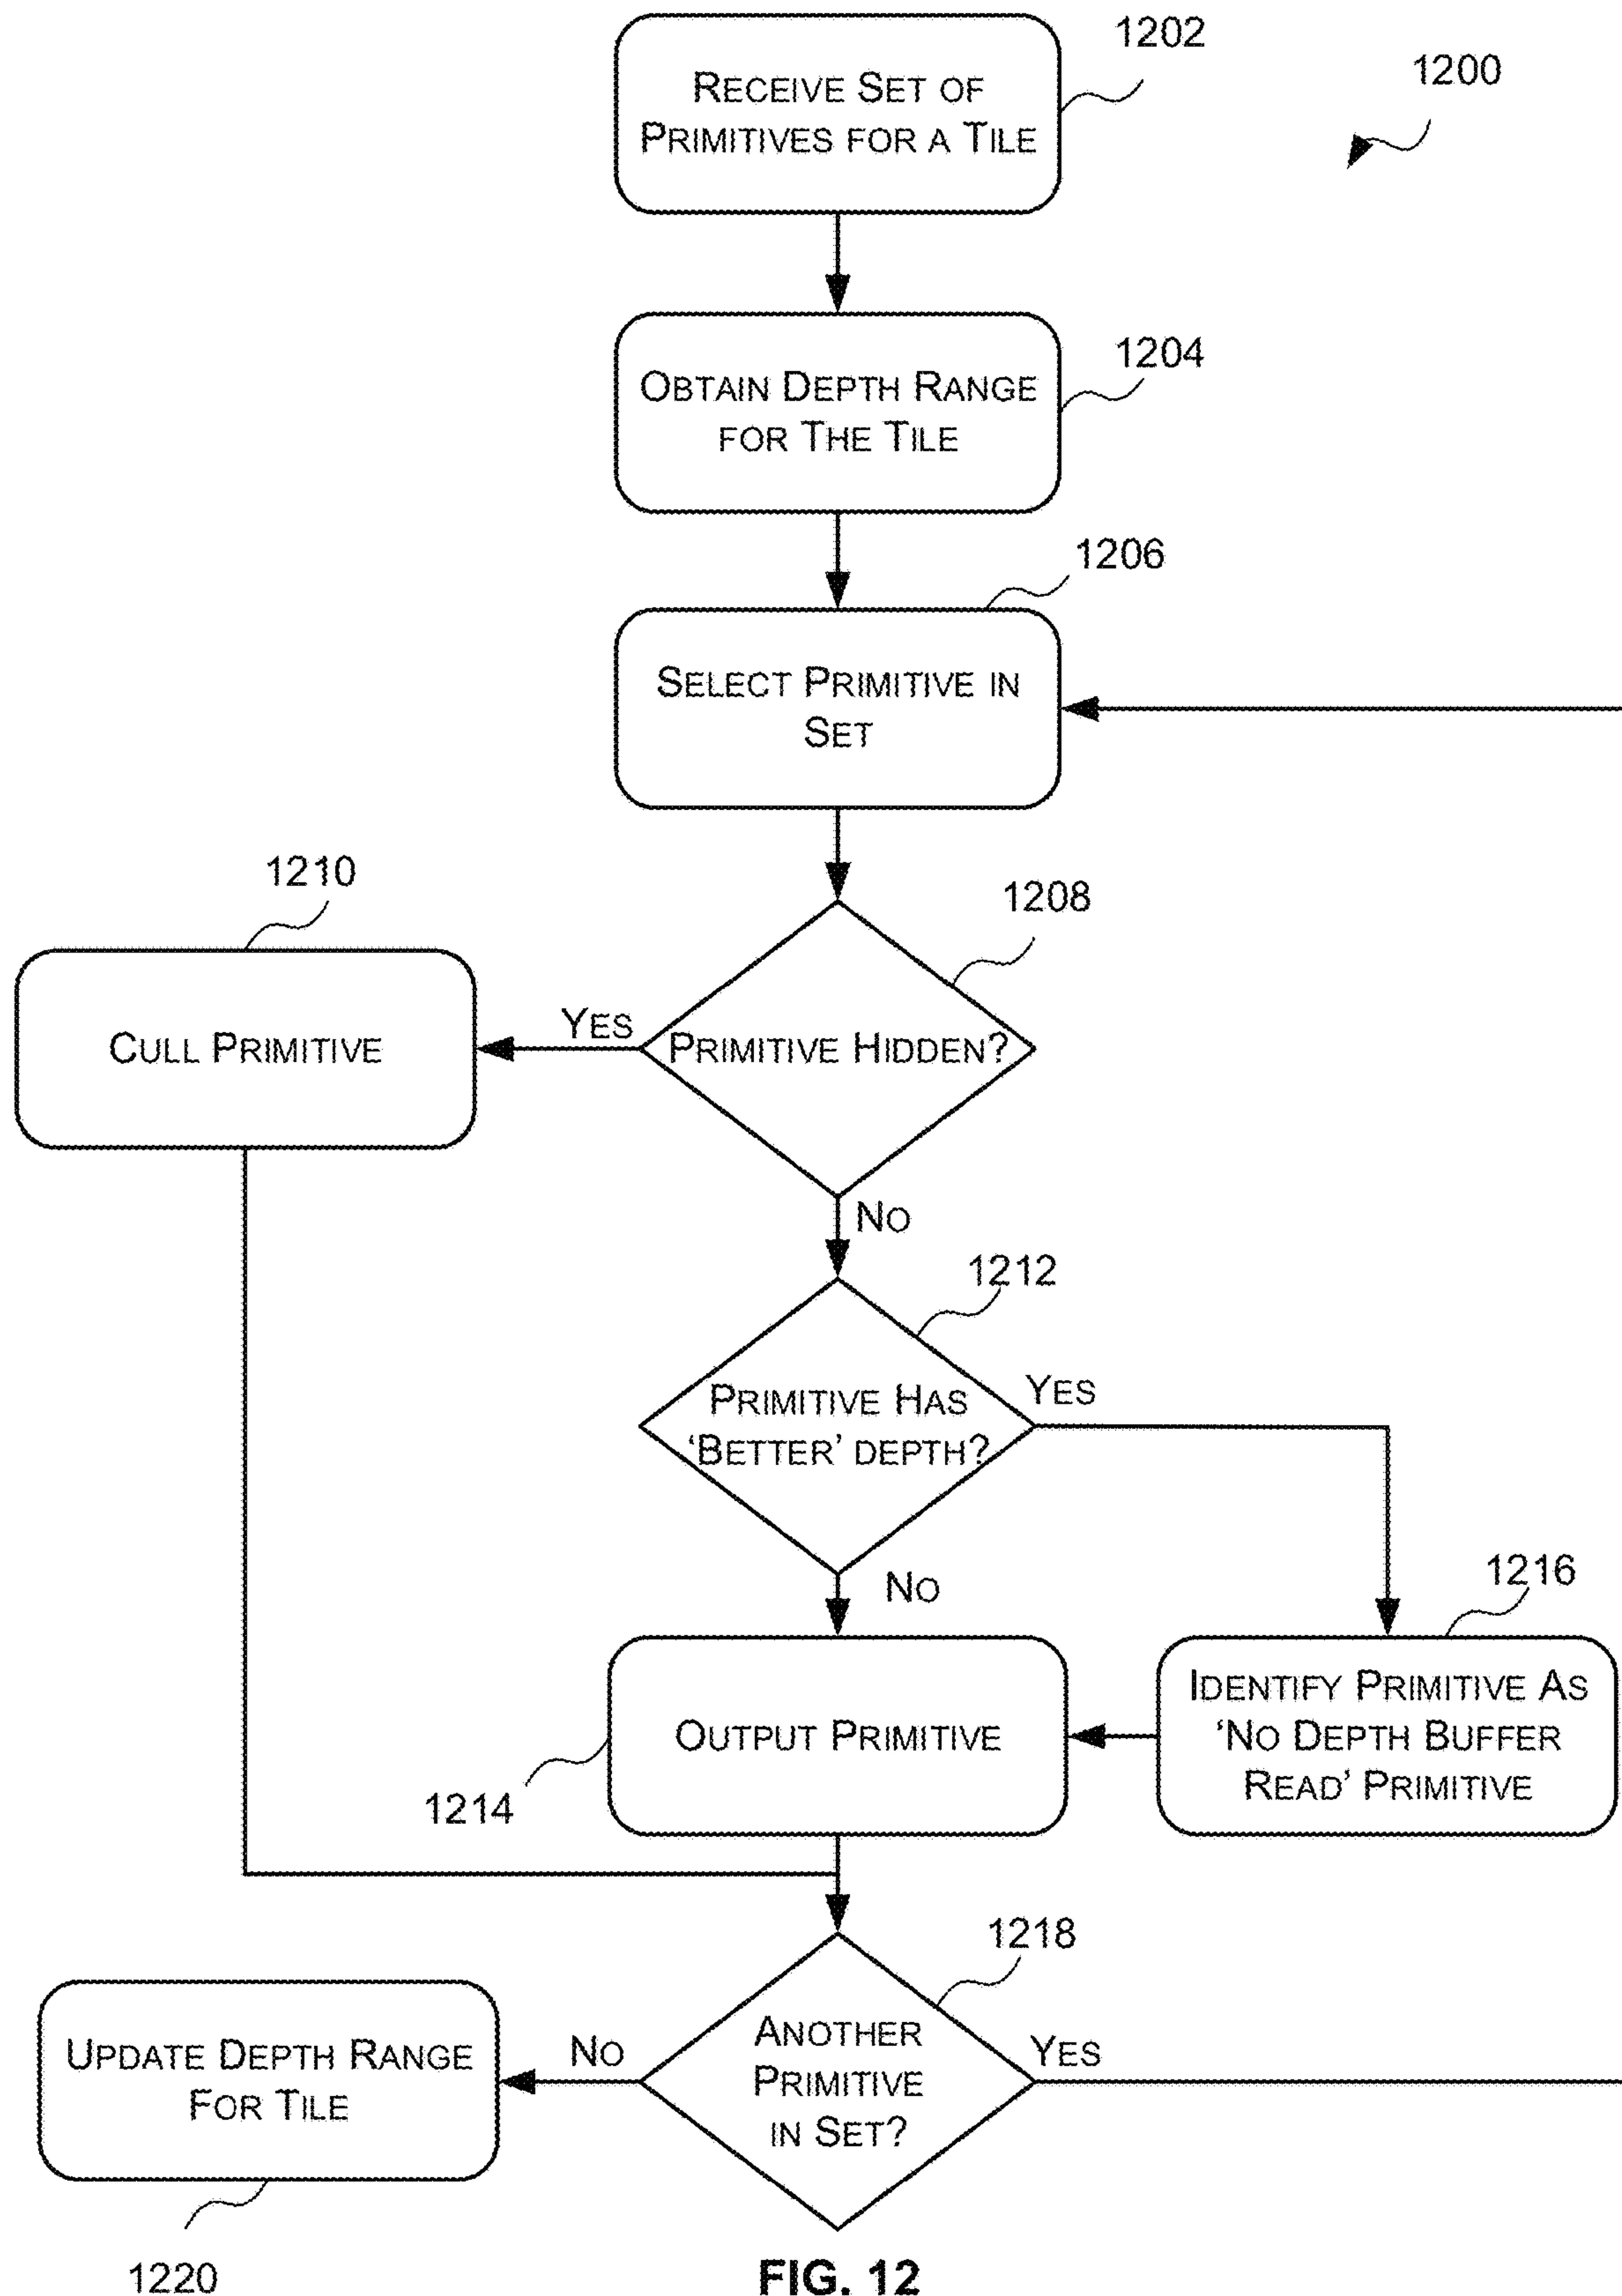 1202
1200
Receive Set of
Primitives for a Tile
1204
Obtain Depth Range
for The Tile
1206
Select Primitive in
Set
1210
1208
Cull Primitive
Yes
Primitive Hidden?
No
1212
Primitive Has
'Better' depth?
Yes
No
1216
Output Primitive
Identify Primitive As
'No Depth Buffer
Read' Primitive
1214
1218
Update Depth Range
For Tile
No
Another
Primitive
in Set?
Yes
1220
FIG. 12